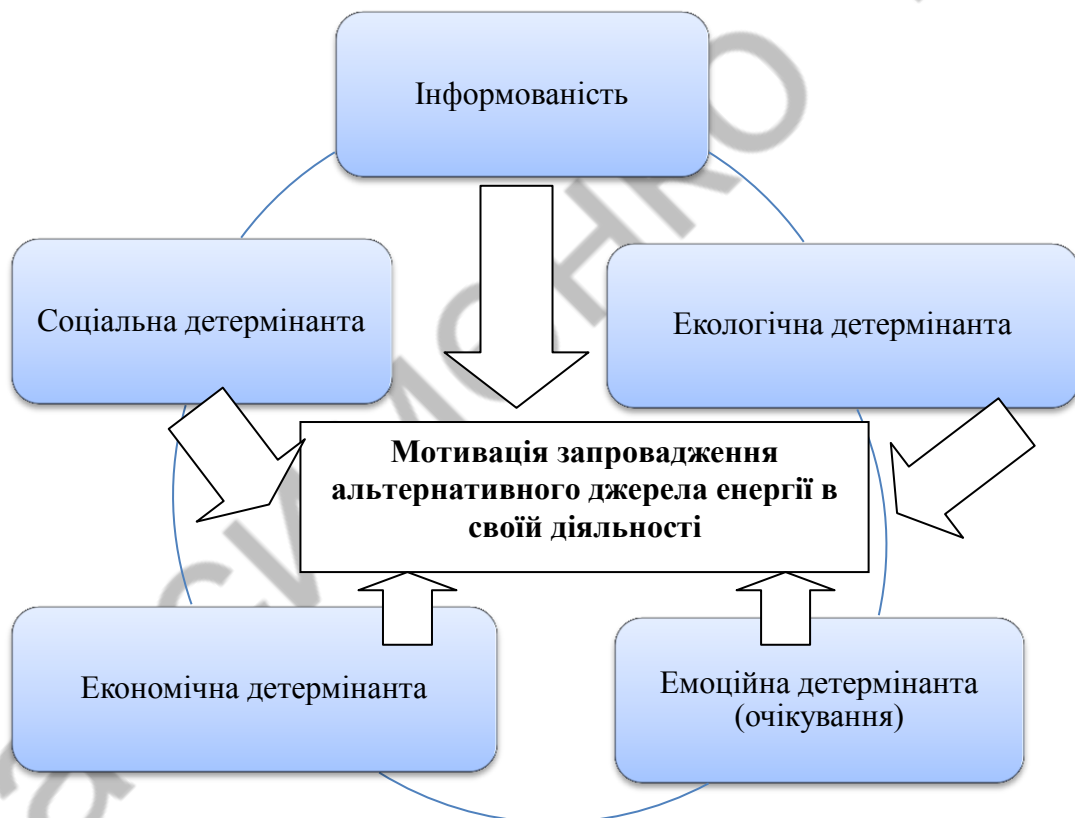 Інформованість
Соціальна детермінанта
Екологічна детермінанта
Мотивація запровадження
альтернативного джерела енергії в
своїй діяльності
Економічна детермінанта
Емоційна детермінанта
(очікування)